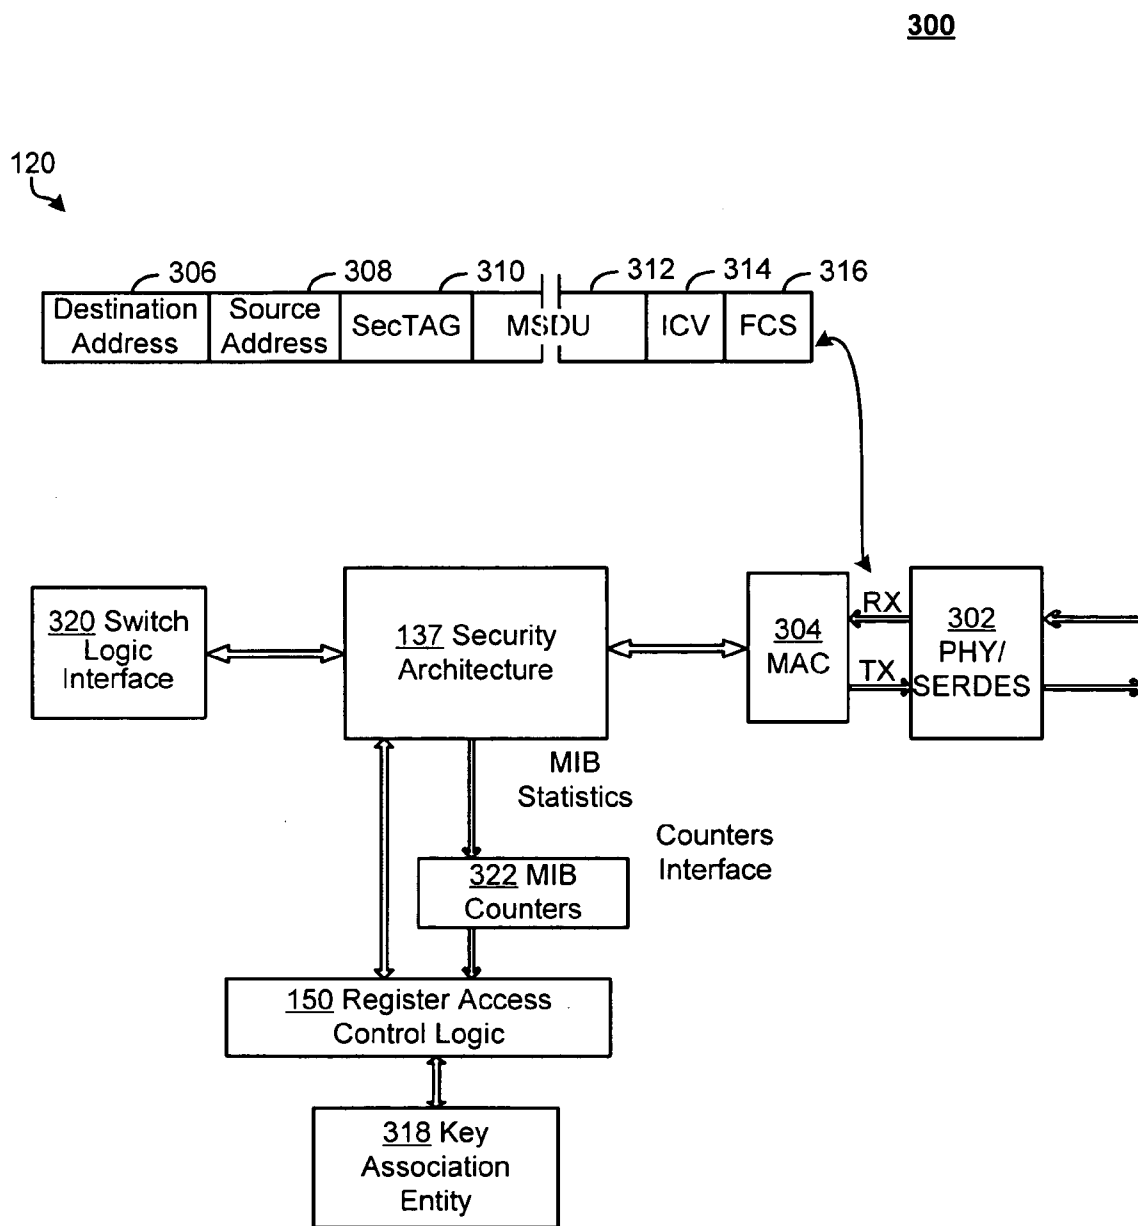 300
120
306 308 310 312 314 316
Destination Address
Source Address
SecTAG
MSDU
ICV
FCS
320 Switch
Logic
Interface
137 Security
Architecture
304
MAC
RX
TX
302
PHY/
SERDES
MIB
Statistics
Counters
Interface
322 MIB
Counters
150 Register Access
Control Logic
318 Key
Association
Entity